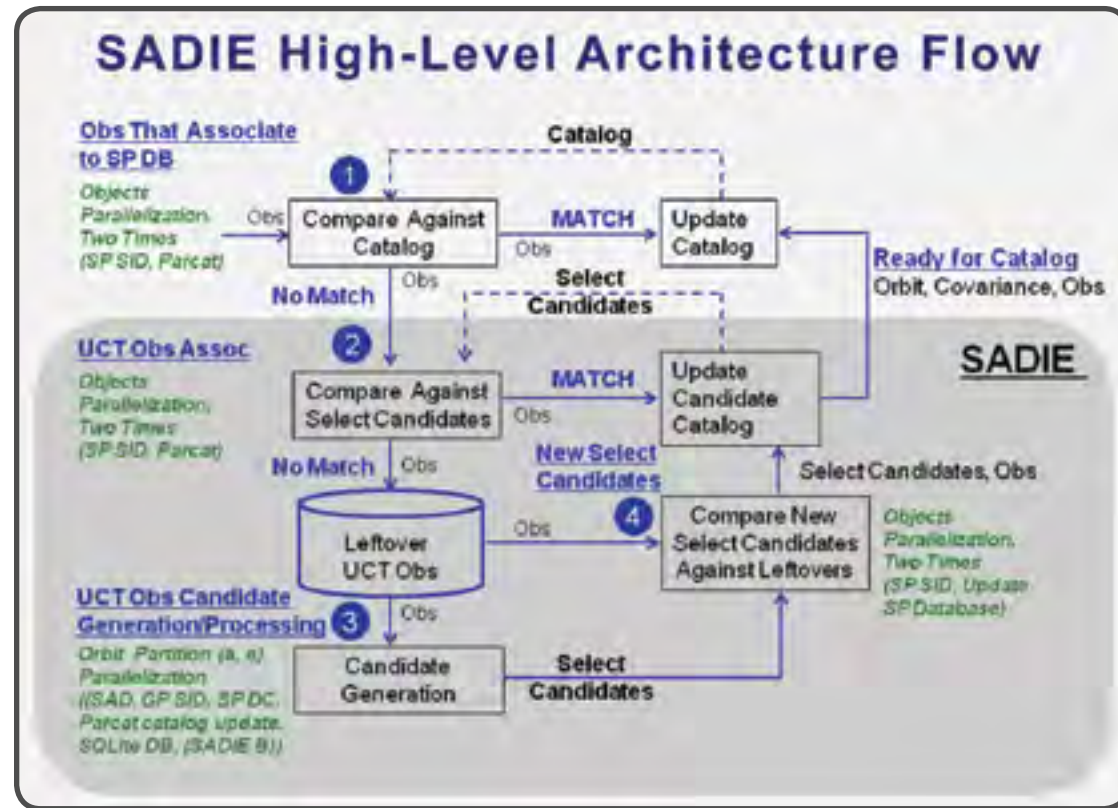 SADIE High-Level Architecture Flow
Obs That Associate
to SP DB
Objects
Parallelization,
Two Times
(SP SID, Parcat)
Catalog
1
Obs
Compare Against
Catalog
MATCH
Obs
Update
Catalog
Ready for Catalog
Orbit, Covariance, Obs
No Match
Obs
Select
Candidates
SADIE
UCT Obs Assoc
Objects
Parallelization,
Two Times
(SP SID, Parcat)
2
Compare Against
Select Candidates
MATCH
Obs
Update
Candidate
Catalog
No Match
Obs
New Select
Candidates
Select Candidates, Obs
Leftover
UCT Obs
Obs
4
Compare New
Select Candidates
Against Leftovers
Objects
Parallelization,
Two Times
(SP SID, Update
SP Database)
UCT Obs Candidate
Generation/Processing
3
Obs
Orbit Partition (a, e)
Parallelization
((SAD, GP SID, SP DC,
Parcat catalog update,
SQLite DB, (SADIE B))
Candidate
Generation
Select
Candidates